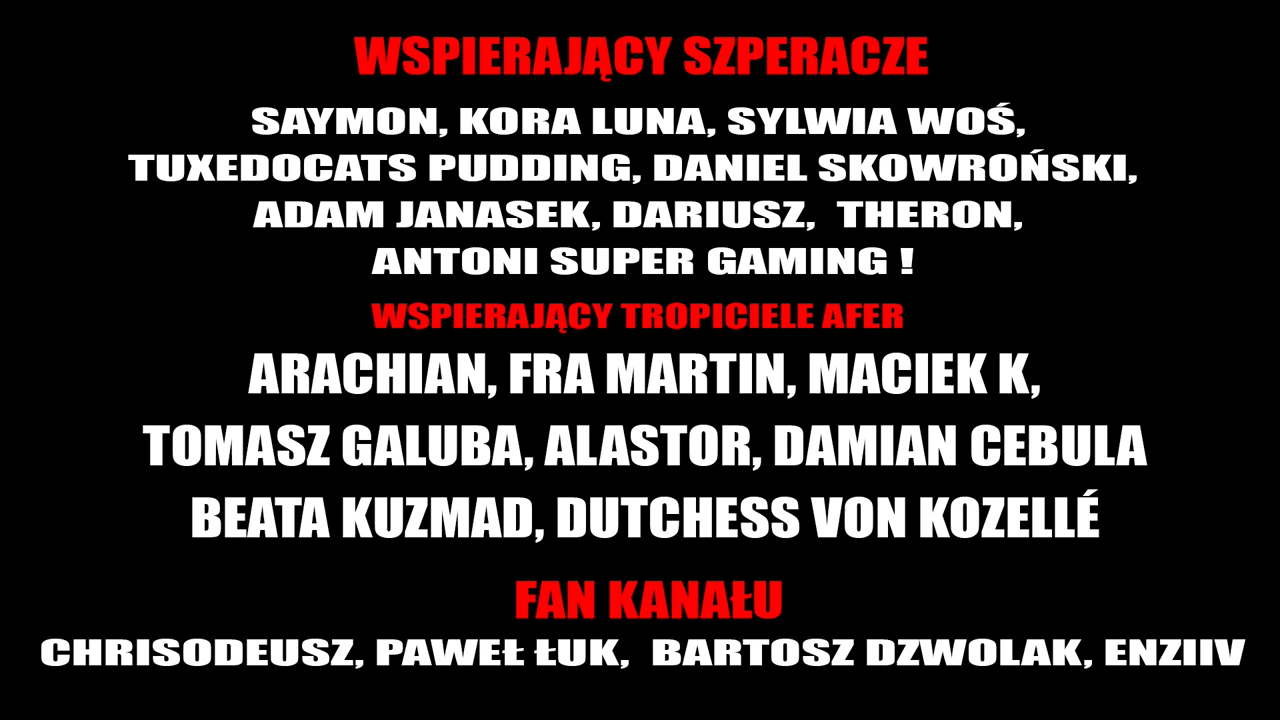 WSPIERAJĄCY SZPERACZE
SAYMON, KORA LUNA, SYLWIA WOŚ,
TUXEDOCATS PUDDING, DANIEL SKOWROŃSKI,
ADAM JANASEK, DARIUSZ, THERON,
ANTONI SUPER GAMING !
WSPIERAJĄCY TROPICIELE AFER
ARACHIAN, FRA MARTIN, MACIEK K,
TOMASZ GALUBA, ALASTOR, DAMIAN CEBULA
BEATA KUZMAD, DUTCHESS VON KOZELLÉ
FAN KANAŁU
CHRISODEUSZ, PAWEŁ ŁUK, BARTOSZ DZWOLAK, ENZIIV